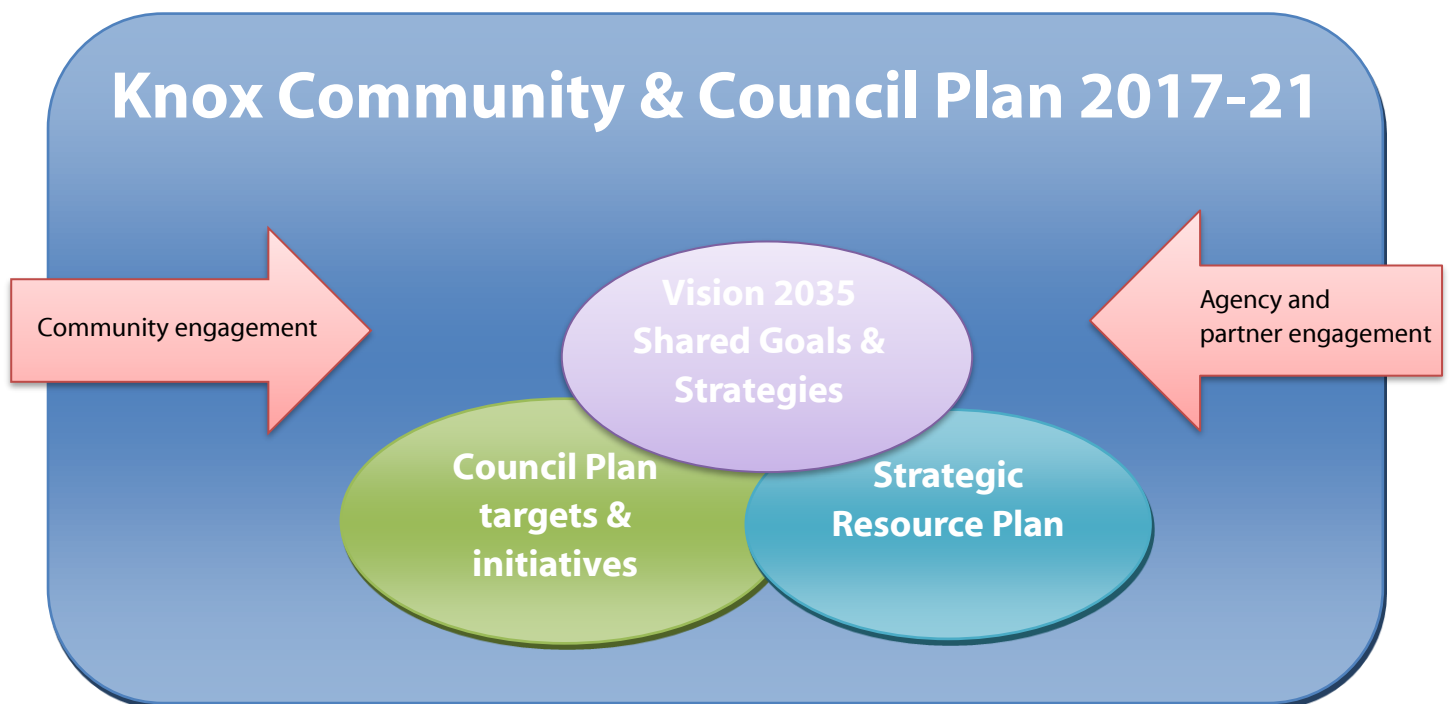 Knox Community & Council Plan 2017-21
Community engagement
Vision 2035
Shared Goals &
Strategies
Agency and
partner engagement
Council Plan
targets &
initiatives
Strategic
Resource Plan